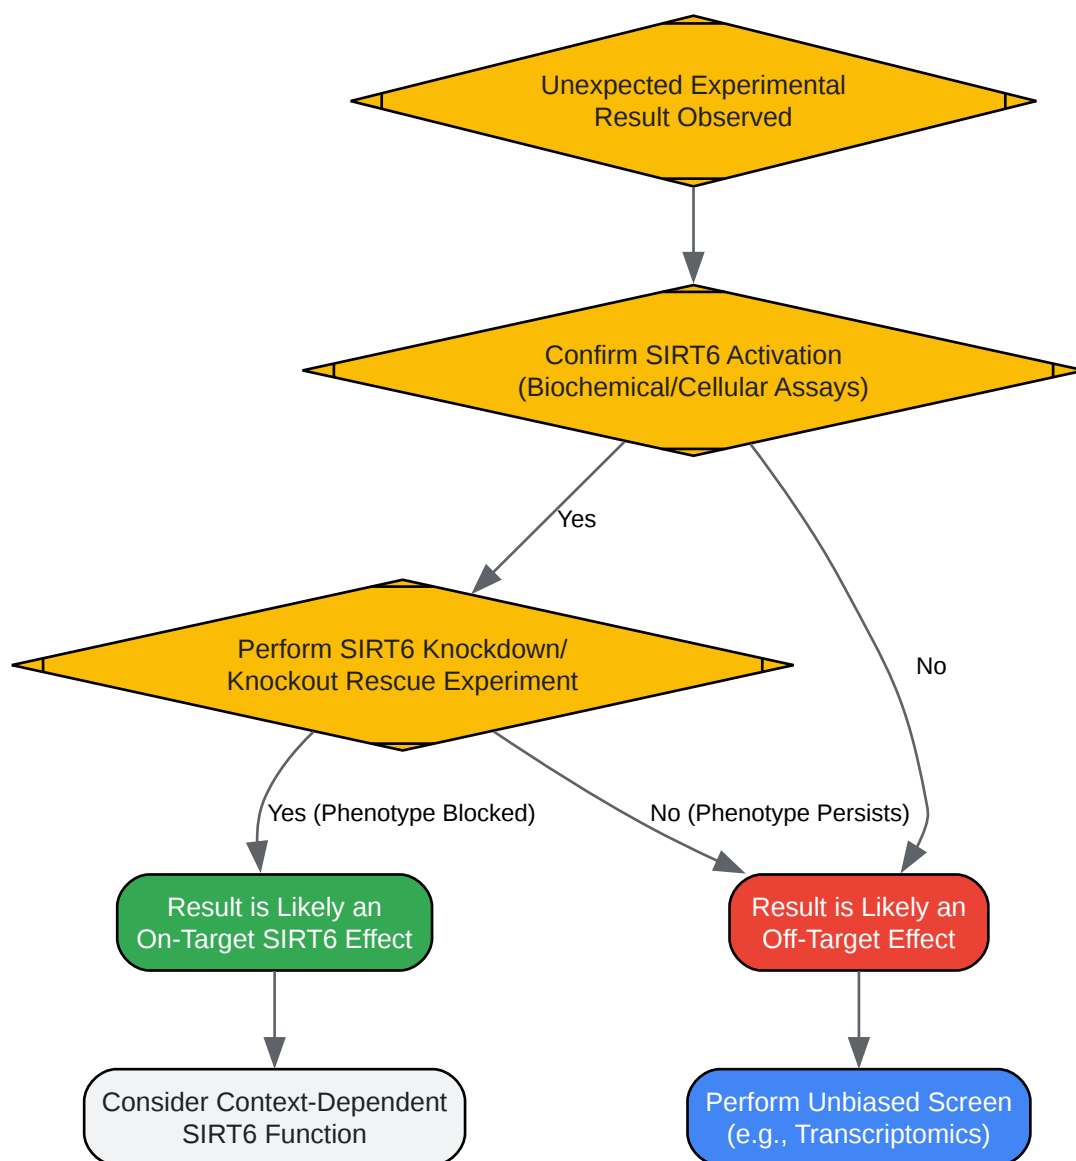 Unexpected Experimental
Result Observed
Confirm SIRT6 Activation
(Biochemical/Cellular Assays)
Yes
Perform SIRT6 Knockdown/
Knockout Rescue Experiment
No
Yes (Phenotype Blocked)
No (Phenotype Persists)
Result is Likely an
On-Target SIRT6 Effect
Result is Likely an
Off-Target Effect
Consider Context-Dependent
SIRT6 Function
Perform Unbiased Screen
(e.g., Transcriptomics)